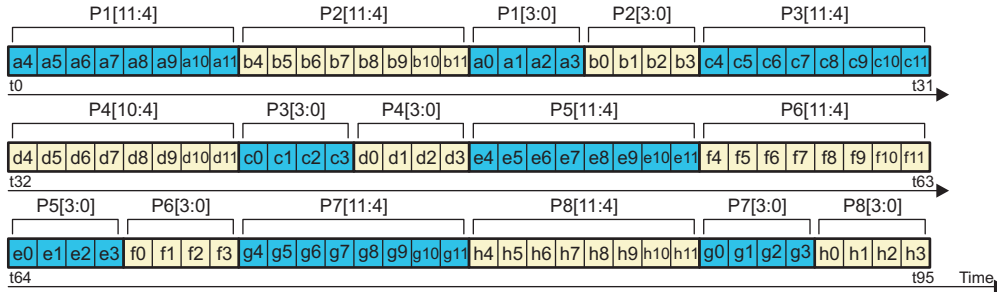 P1[11:4] P2[11:4] P1[3:0] P2[3:0] P3[11:4]
a4 a5 a6 a7 a8 a9 a10 a11 b4 b5 b6 b7 b8 b9 b10 b11 a0 a1 a2 a3 b0 b1 b2 b3 c4 c5 c6 c7 c8 c9 c10 c11
t0 t31
P4[10:4] P3[3:0] P4[3:0] P5[11:4] P6[11:4]
d4 d5 d6 d7 d8 d9 d10 d11 c0 c1 c2 c3 d0 d1 d2 d3 e4 e5 e6 e7 e8 e9 e10 e11 f4 f5 f6 f7 f8 f9 f10 f11
t32 t63
P5[3:0] P6[3:0] P7[11:4] P8[11:4] P7[3:0] P8[3:0]
e0 e1 e2 e3 f0 f1 f2 f3 g4 g5 g6 g7 g8 g9 g10 g11 h4 h5 h6 h7 h8 h9 h10 h11 g0 g1 g2 g3 h0 h1 h2 h3
t64 t95 Time